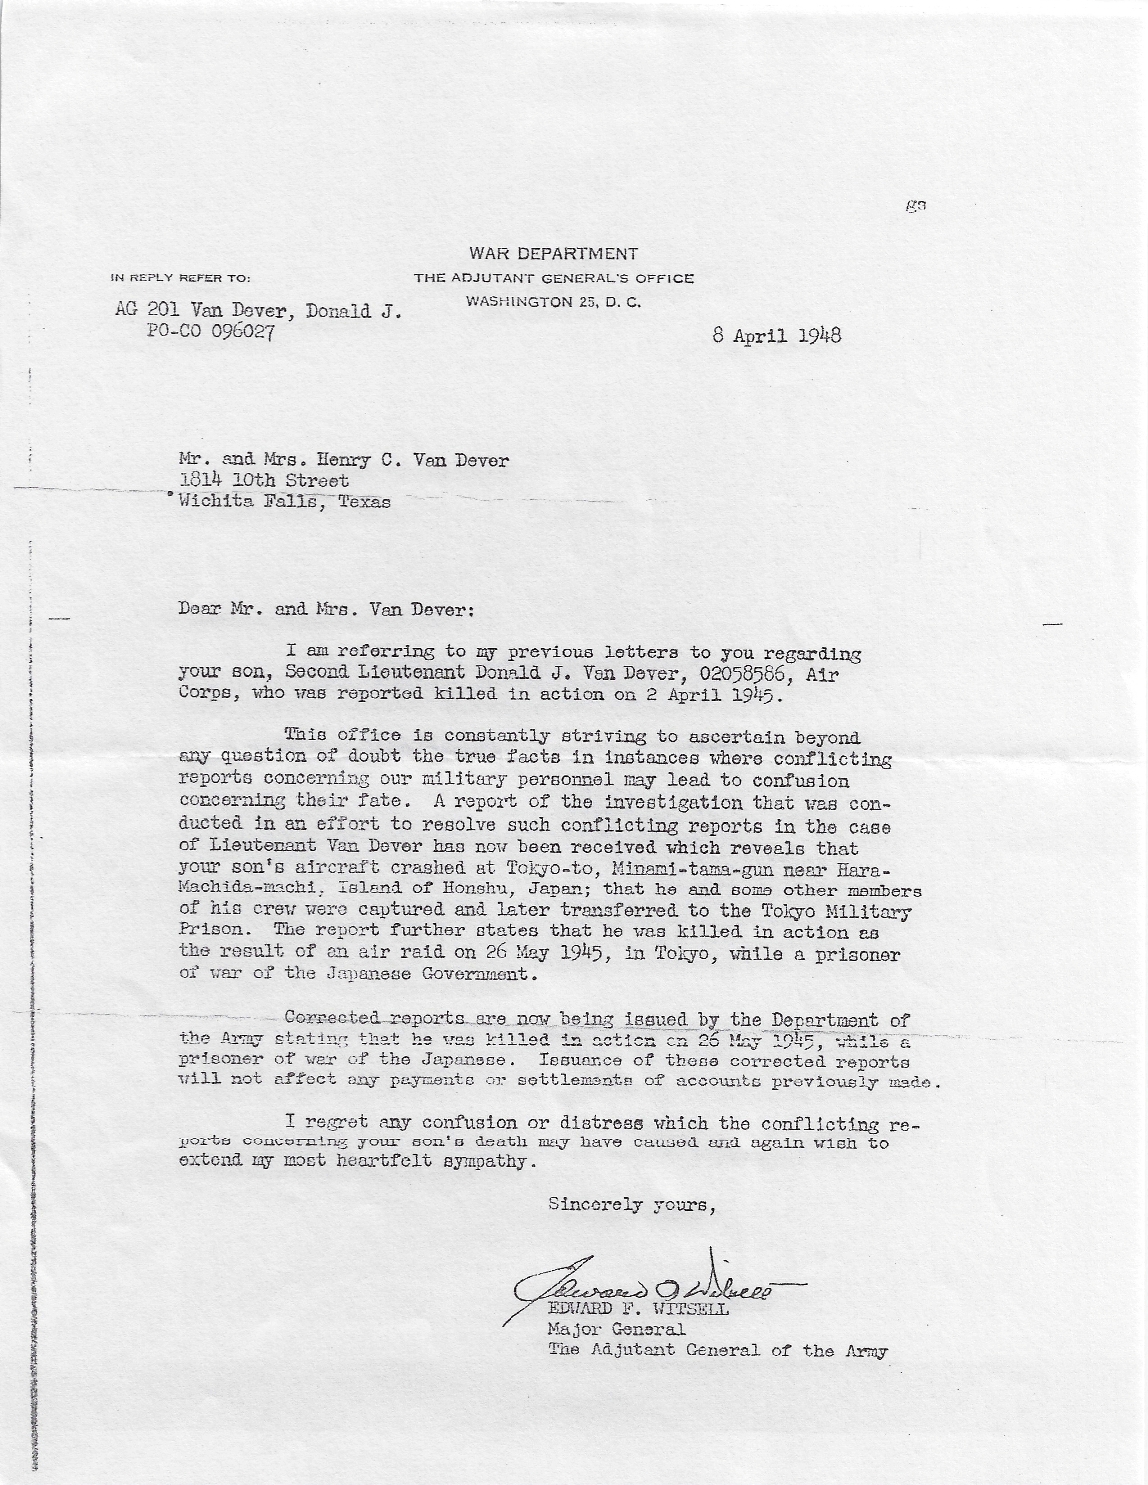 ga
WAR DEPARTMENT
IN REPLY REFER TO:
THE ADJUTANT GENERAL'S OFFICE
WASHINGTON 25, D. C.
AG 201 Van Dever, Donald J.
PO-CO 096027
8 April 1948
Mr. and Mrs. Henry C. Van Dever
1814 10th Street
Wichita Falls, Texas
Dear Mr. and Mrs. Van Dever:
I am referring to my previous letters to you regarding
your son, Second Lieutenant Donald J. Van Dever, 02058586, Air
Corps, who was reported killed in action on 2 April 1945.
This office is constantly striving to ascertain beyond
any question of doubt the true facts in instances where conflicting
reports concerning our military personnel may lead to confusion
concerning their fate. A report of the investigation that was con-
ducted in an effort to resolve such conflicting reports in the case
of Lieutenant Van Dever has now been received which reveals that
your son's aircraft crashed at Tokyo-to, Minami-tama-gun near Hara-
Machida-machi, Island of Honshu, Japan; that he and some other members
of his crew were captured and later transferred to the Tokyo Military
Prison. The report further states that he was killed in action as
the result of an air raid on 26 May 1945, in Tokyo, while a prisoner
of war of the Japanese Government.
Corrected reports are now being issued by the Department of
the Army stating that he was killed in action on 26 May 1945, while a
prisoner of war of the Japanese. Issuance of these corrected reports
will not affect any payments or settlements of accounts previously made.
I regret any confusion or distress which the conflicting re-
ports concerning your son's death may have caused and again wish to
extend my most heartfelt sympathy.
Sincerely yours,
EDWARD F. WITSELL
Major General
The Adjutant General of the Army